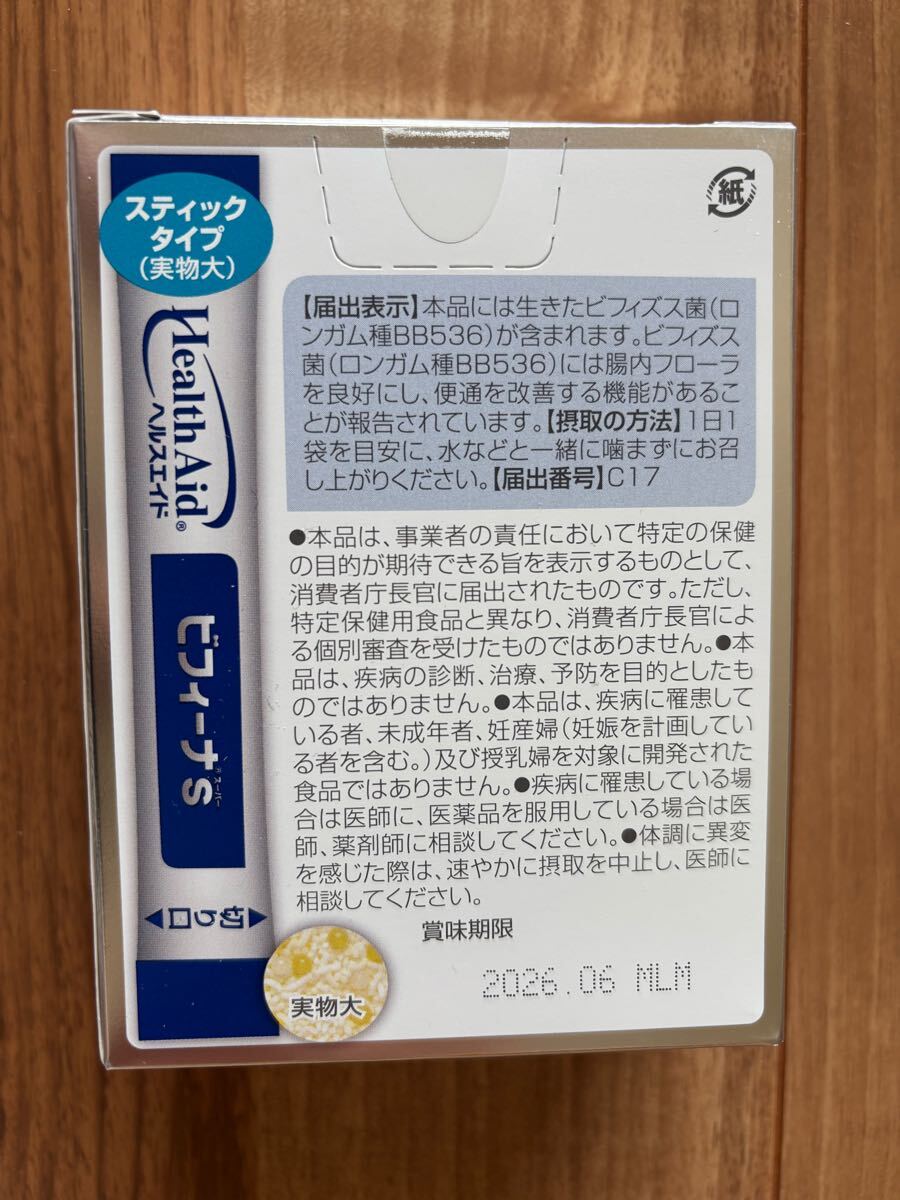 スティック
タイプ
(実物大)
Health Aid®
ヘルスエイド
ビフィーナS
スーパー
切り口
実物大
紙
【届出表示】本品には生きたビフィズス菌(ロ
ンガム種BB536)が含まれます。ビフィズス
菌(ロンガム種BB536)には腸内フローラ
を良好にし、便通を改善する機能があるこ
とが報告されています。【摂取の方法】1日1
袋を目安に、水などと一緒に噛まずにお召
し上がりください。【届出番号】C17
●本品は、事業者の責任において特定の保健
の目的が期待できる旨を表示するものとして、
消費者庁長官に届出されたものです。ただし、
特定保健用食品と異なり、消費者庁長官によ
る個別審査を受けたものではありません。●本
品は、疾病の診断、治療、予防を目的としたも
のではありません。●本品は、疾病に罹患して
いる者、未成年者、妊産婦(妊娠を計画してい
る者を含む。)及び授乳婦を対象に開発された
食品ではありません。●疾病に罹患している場
合は医師に、医薬品を服用している場合は医
師、薬剤師に相談してください。●体調に異変
を感じた際は、速やかに摂取を中止し、医師に
相談してください。
賞味期限
2026.06 MLM